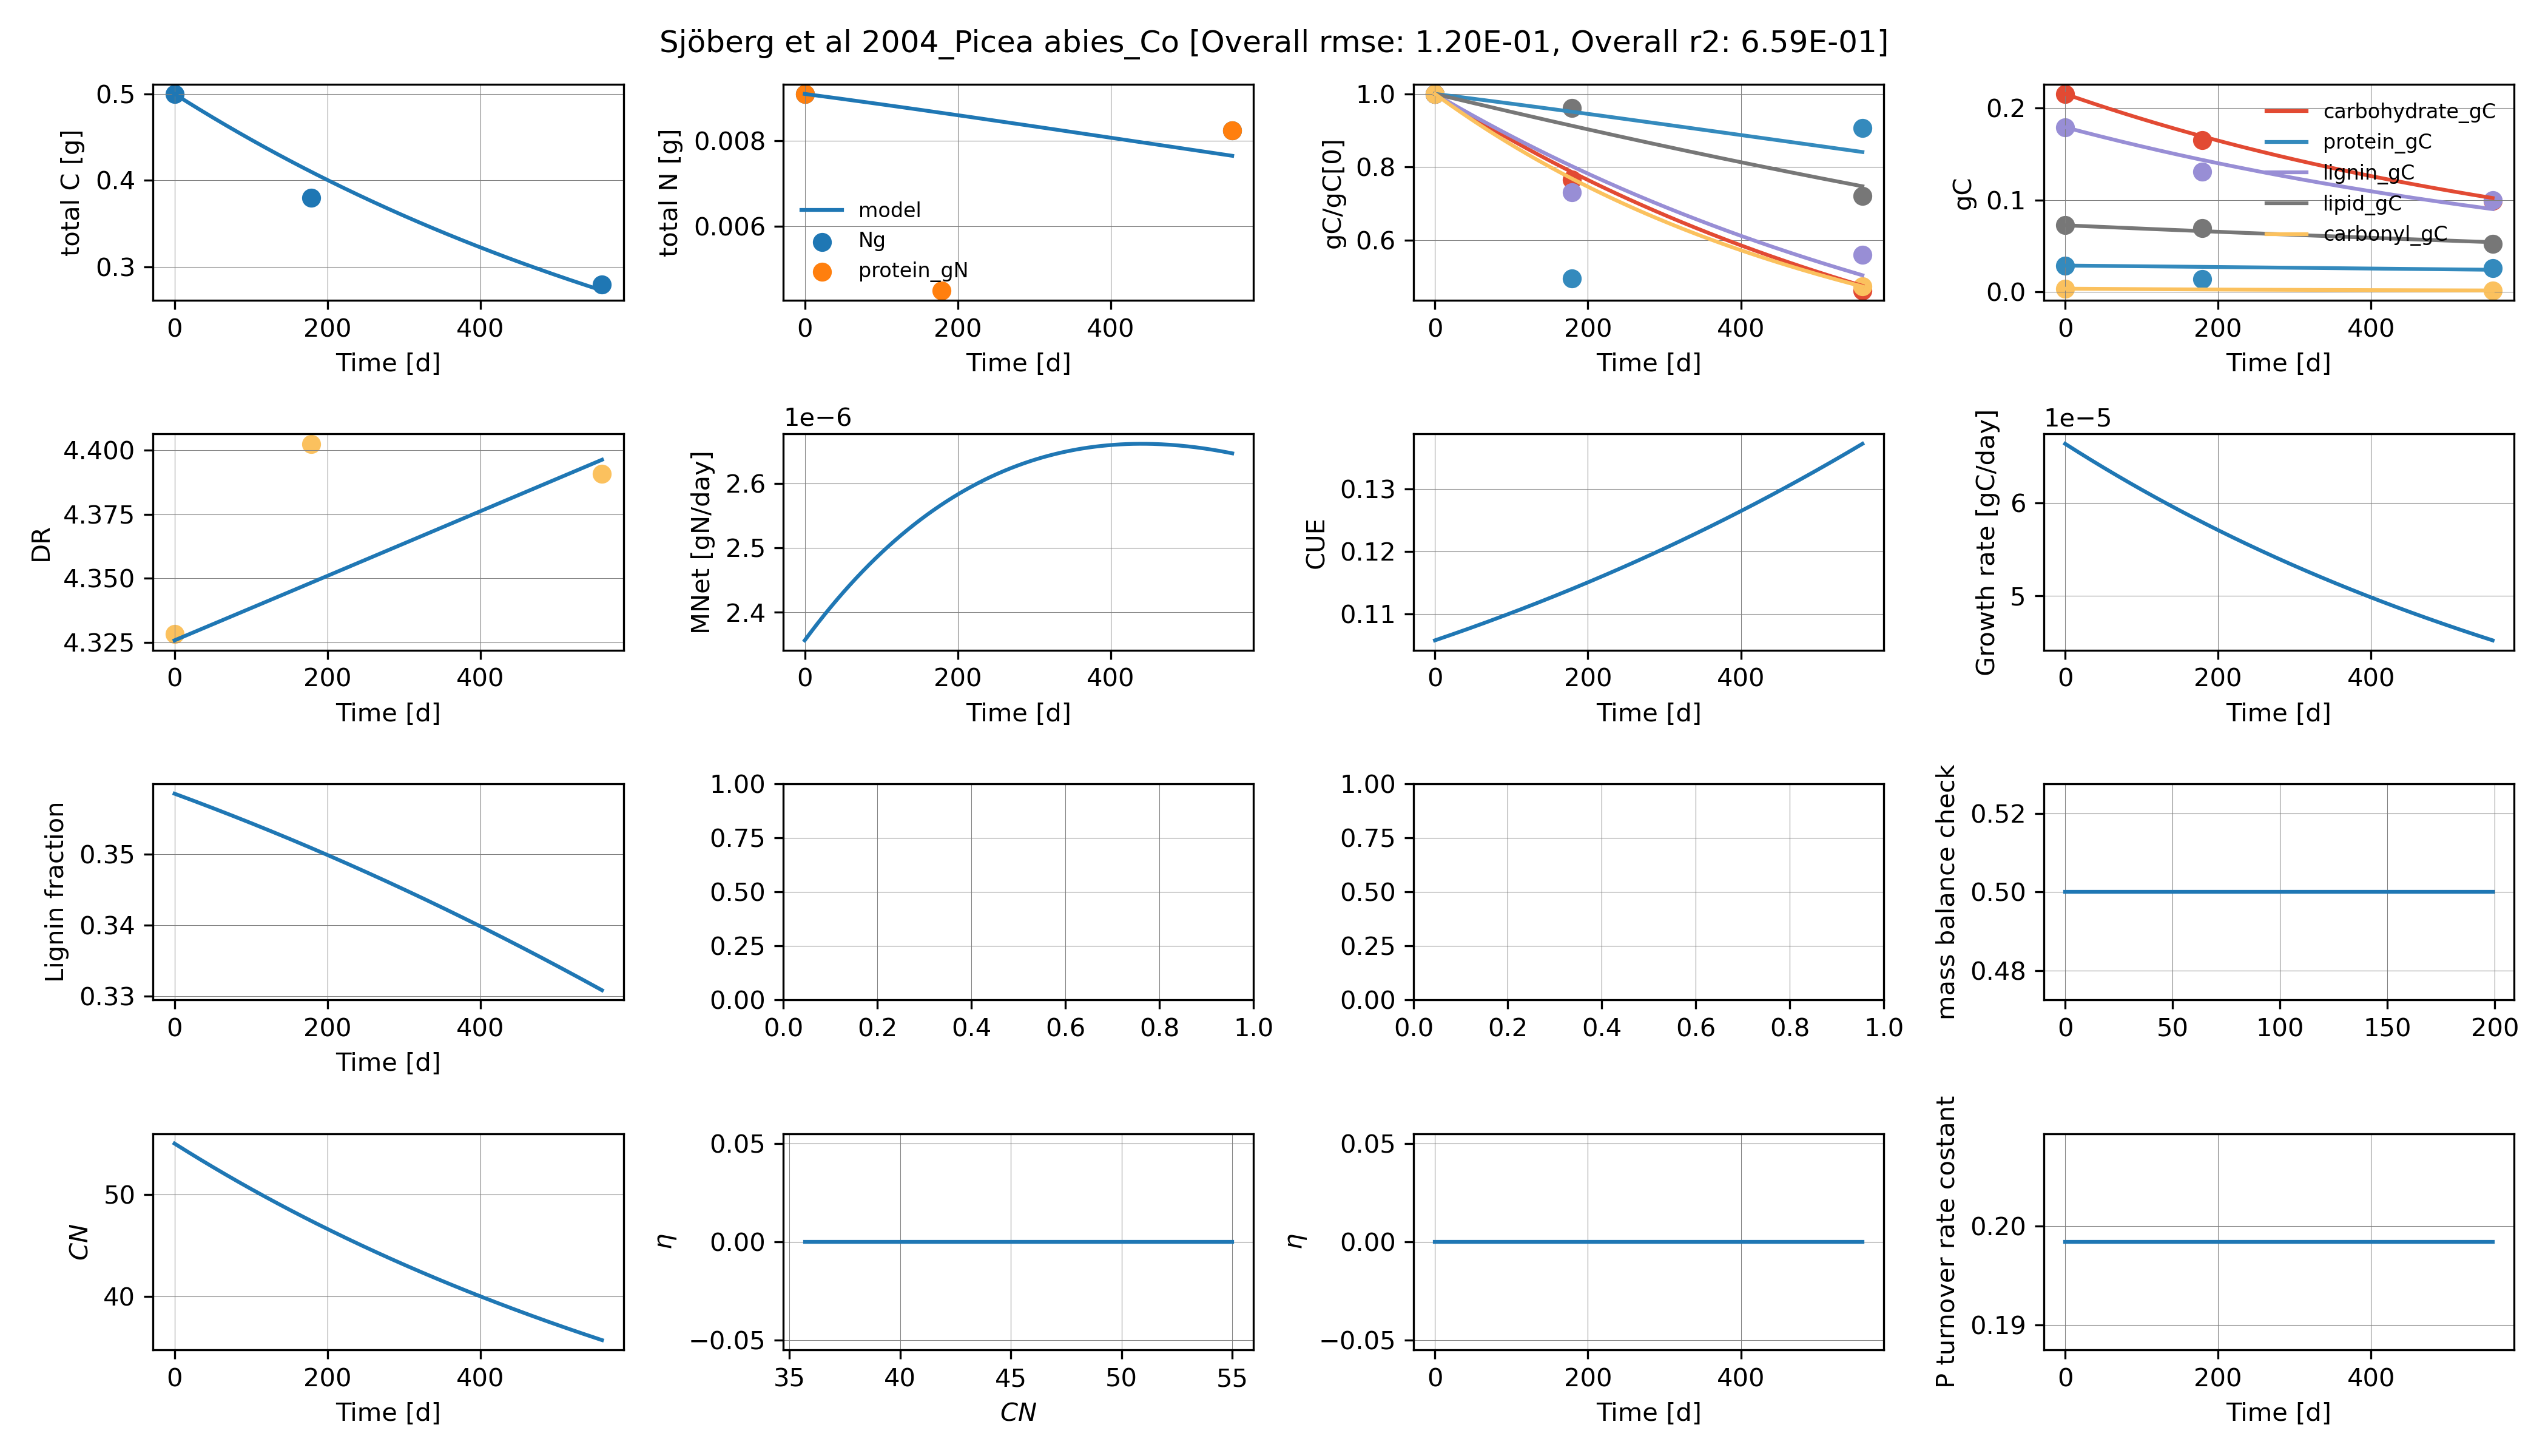 Sjöberg et al 2004_Picea abies_Co [Overall rmse: 1.20E-01, Overall r2: 6.59E-01]
total C [g]
0.5
0.4
0.3
0
200
400
Time [d]
total N [g]
0.008
0.006
model
Ng
protein_gN
0
200
400
Time [d]
gC/gC[0]
1.0
0.8
0.6
0
200
400
Time [d]
gC
0.2
0.1
0.0
carbohydrate_gC
protein_gC
lignin_gC
lipid_gC
carbonyl_gC
0
200
400
Time [d]
DR
4.400
4.375
4.350
4.325
0
200
400
Time [d]
1e−6
MNet [gN/day]
2.6
2.5
2.4
0
200
400
Time [d]
CUE
0.13
0.12
0.11
0
200
400
Time [d]
1e−5
Growth rate [gC/day]
6
5
0
200
400
Time [d]
Lignin fraction
0.35
0.34
0.33
0
200
400
Time [d]
1.00
0.75
0.50
0.25
0.00
0.0
0.2
0.4
0.6
0.8
1.0
1.00
0.75
0.50
0.25
0.00
0.0
0.2
0.4
0.6
0.8
1.0
mass balance check
0.52
0.50
0.48
0
50
100
150
200
CN
50
40
0
200
400
Time [d]
η
0.05
0.00
−0.05
35
40
45
50
55
CN
η
0.05
0.00
−0.05
0
200
400
Time [d]
P turnover rate costant
0.20
0.19
0
200
400
Time [d]